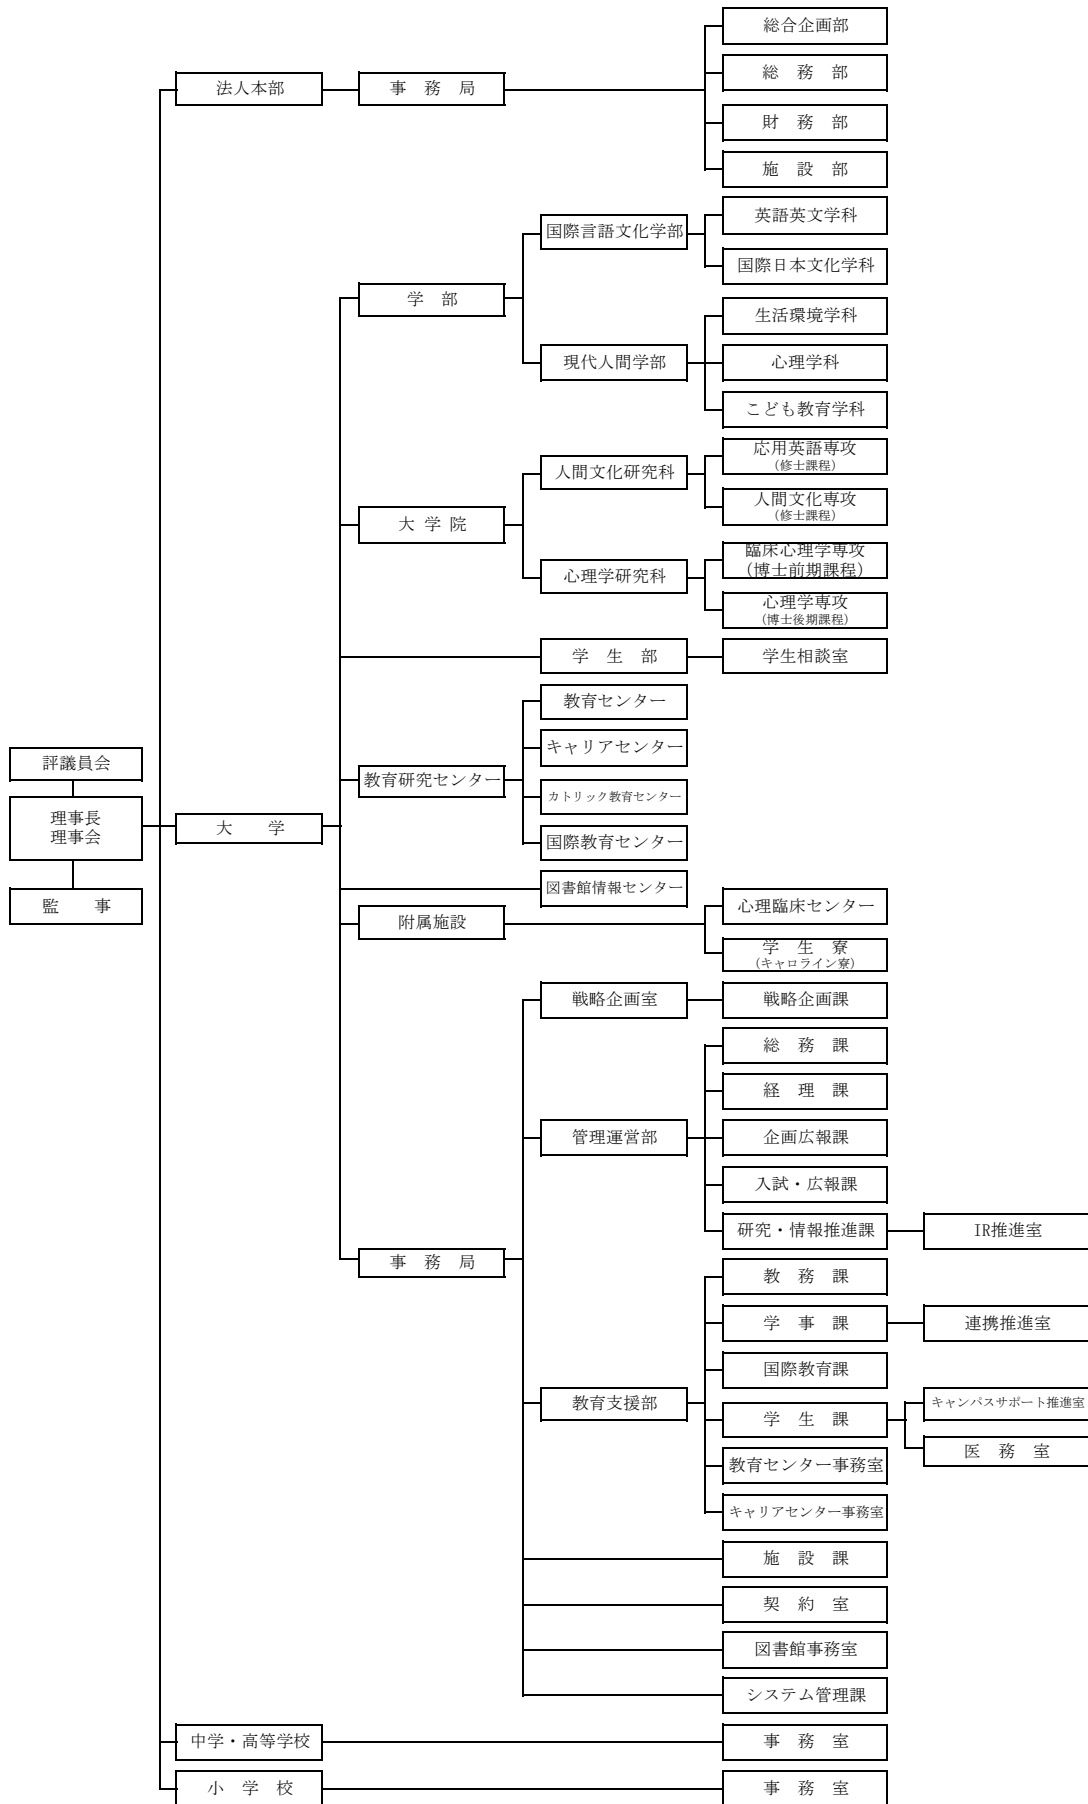 総合企画部
総　務　部
法人本部
事　務　局
財　務　部
施　設　部
英語英文学科
国際言語文化学部
国際日本文化学科
学　部
生活環境学科
現代人間学部
心理学科
こども教育学科
応用英語専攻
(修士課程)
人間文化研究科
人間文化専攻
(修士課程)
大 学 院
臨床心理学専攻
(博士前期課程)
心理学研究科
心理学専攻
(博士後期課程)
学　生　部
学生相談室
教育センター
キャリアセンター
教育研究センター
カトリック教育センター
国際教育センター
評議員会
理事長
理事会
監　　事
大　　学
図書館情報センター
附属施設
心理臨床センター
学　生　寮
(キャロライン寮)
戦略企画室
戦略企画課
総　務　課
経　理　課
管理運営部
企画広報課
入試・広報課
研究・情報推進課
IR推進室
事　務　局
教　務　課
学　事　課
連携推進室
国際教育課
教育支援部
学　生　課
キャンパスサポート推進室
医　務　室
教育センター事務室
キャリアセンター事務室
施　設　課
契　約　室
図書館事務室
システム管理課
中学・高等学校
事　務　室
小　学　校
事　務　室